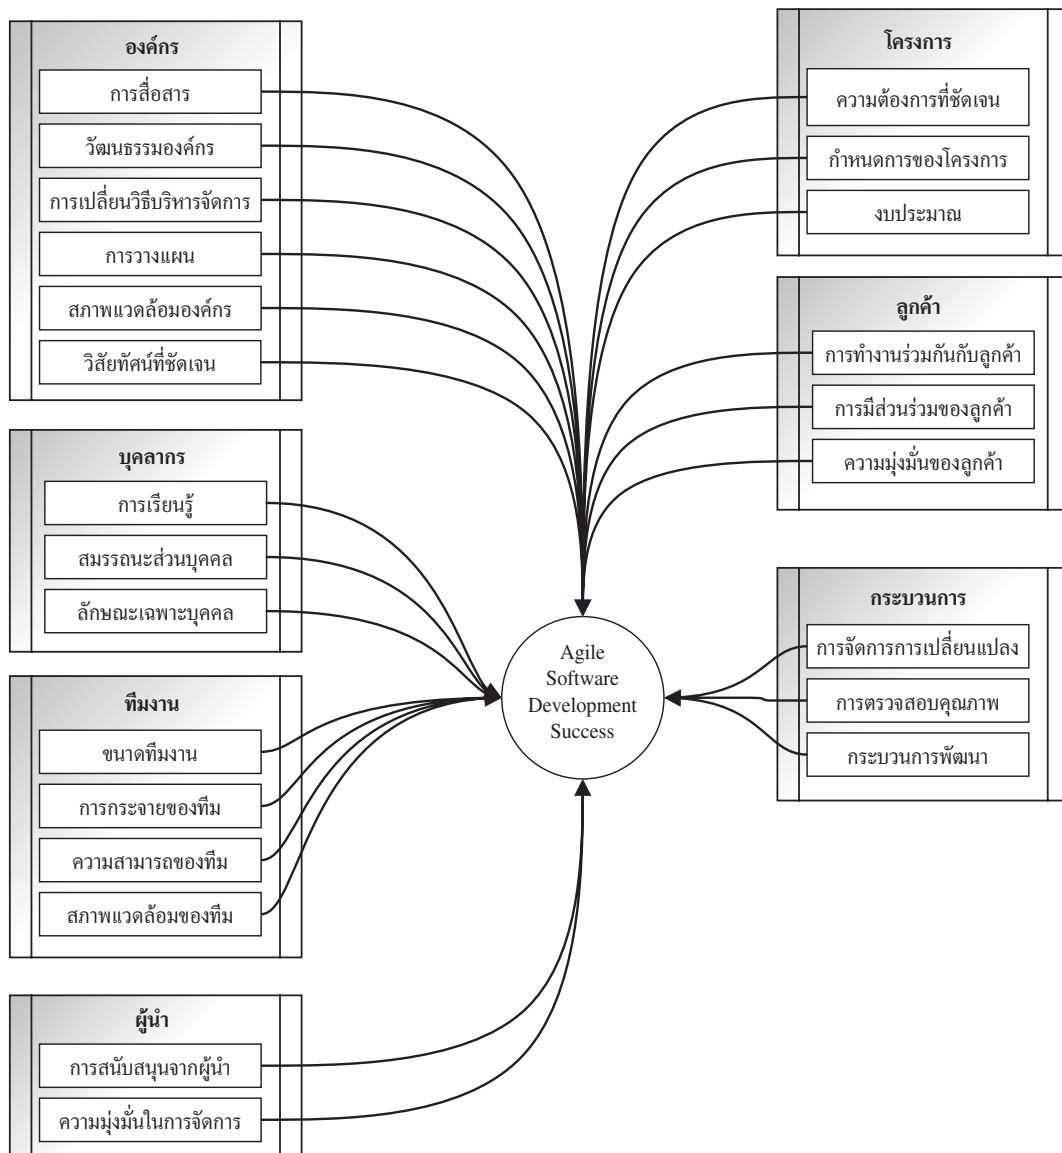 องค์กร
การสื่อสาร
วัฒนธรรมองค์กร
การเปลี่ยนวิธีบริหารจัดการ
การวางแผน
สภาพแวดล้อมองค์กร
วิสัยทัศน์ที่ชัดเจน
บุคลากร
การเรียนรู้
สมรรถนะส่วนบุคคล
ลักษณะเฉพาะบุคคล
ทีมงาน
ขนาดทีมงาน
การกระจายของทีม
ความสามารถของทีม
สภาพแวดล้อมของทีม
ผู้นำ
การสนับสนุนจากผู้นำ
ความมุ่งมั่นในการจัดการ
Agile
Software
Development
Success
โครงการ
ความต้องการที่ชัดเจน
กำหนดการของโครงการ
งบประมาณ
ลูกค้า
การทำงานร่วมกันกับลูกค้า
การมีส่วนร่วมของลูกค้า
ความมุ่งมั่นของลูกค้า
กระบวนการ
การจัดการการเปลี่ยนแปลง
การตรวจสอบคุณภาพ
กระบวนการพัฒนา